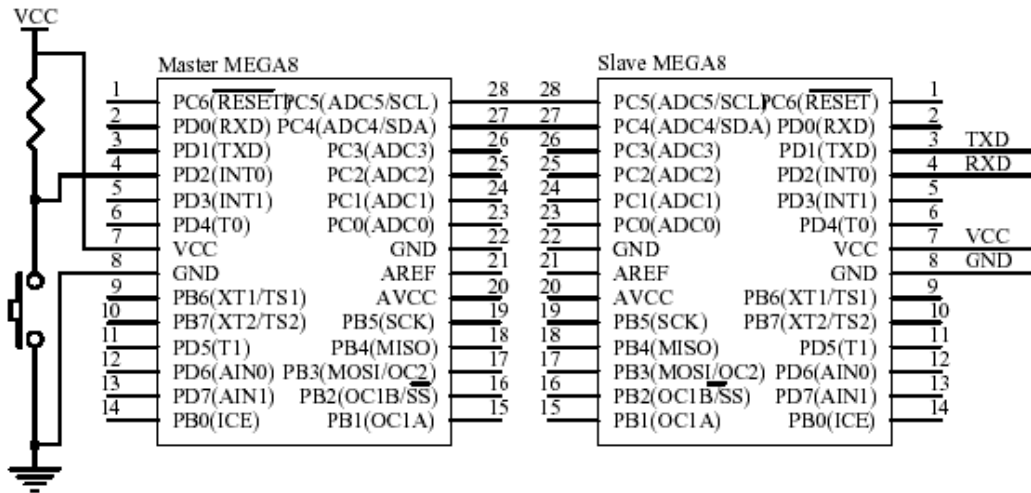 VCC
Master MEGA8
Slave MEGA8
1 PC6(RESET) PC5(ADC5/SCL) 28 28 PC5(ADC5/SCL) PC6(RESET) 1
2 PD0(RXD) PC4(ADC4/SDA) 27 27 PC4(ADC4/SDA) PD0(RXD) 2
3 PD1(TXD) PC3(ADC3) 26 26 PC3(ADC3) PD1(TXD) 3 TXD
4 PD2(INT0) PC2(ADC2) 25 25 PC2(ADC2) PD2(INT0) 4 RXD
5 PD3(INT1) PC1(ADC1) 24 24 PC1(ADC1) PD3(INT1) 5
6 PD4(T0) PC0(ADC0) 23 23 PC0(ADC0) PD4(T0) 6
7 VCC GND 22 22 GND VCC 7 VCC
8 GND AREF 21 21 AREF GND 8 GND
9 PB6(XT1/TS1) AVCC 20 20 AVCC PB6(XT1/TS1) 9
10 PB7(XT2/TS2) PB5(SCK) 19 19 PB5(SCK) PB7(XT2/TS2) 10
11 PD5(T1) PB4(MISO) 18 18 PB4(MISO) PD5(T1) 11
12 PD6(AIN0) PB3(MOSI/OC2) 17 17 PB3(MOSI/OC2) PD6(AIN0) 12
13 PD7(AIN1) PB2(OC1B/SS) 16 16 PB2(OC1B/SS) PD7(AIN1) 13
14 PB0(ICE) PB1(OC1A) 15 15 PB1(OC1A) PB0(ICE) 14